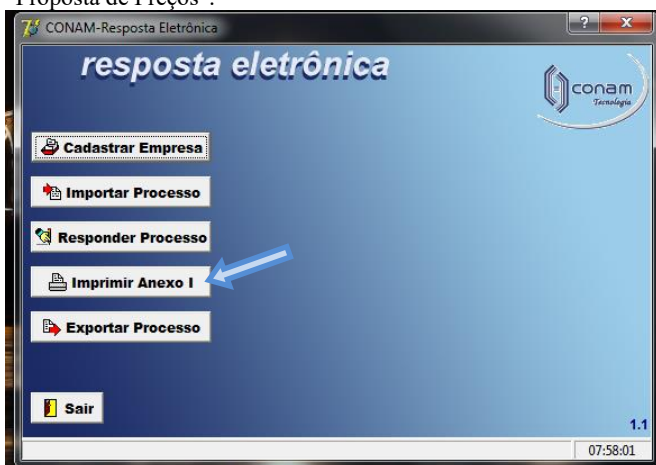 Proposta de Preços".
CONAM-Resposta Eletrônica
resposta eletrônica
conam
Tecnologia
Cadastrar Empresa
Importar Processo
Responder Processo
Imprimir Anexo I
Exportar Processo
Sair
1.1
07:58:01